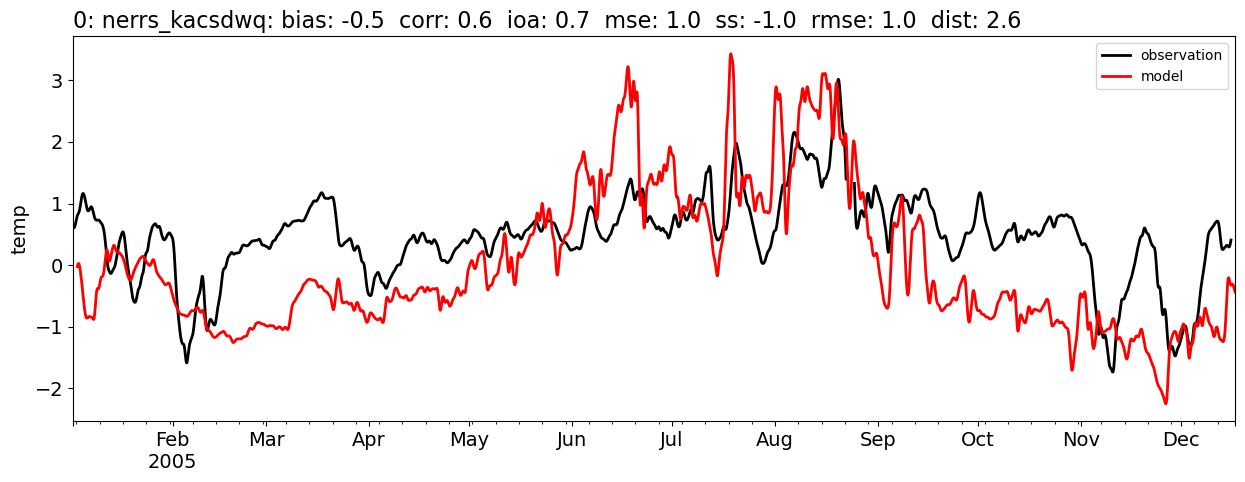 0: nerrs_kacsdwq: bias: -0.5  corr: 0.6  ioa: 0.7  mse: 1.0  ss: -1.0  rmse: 1.0  dist: 2.6
observation
model
temp
3
2
1
0
−1
−2
Feb Mar Apr May Jun Jul Aug Sep Oct Nov Dec
2005